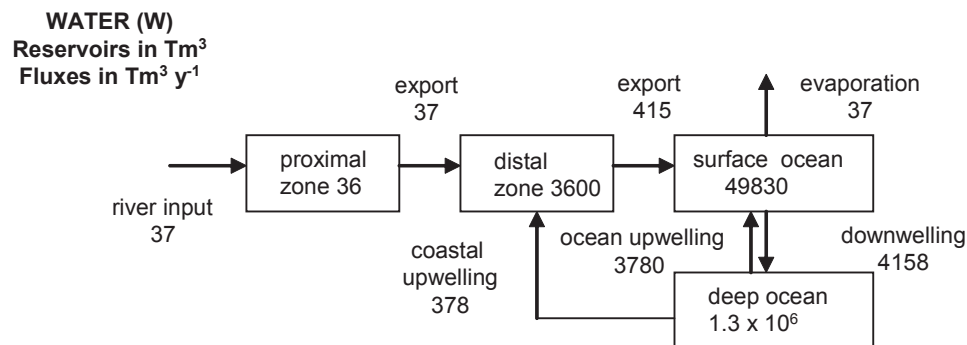 WATER (W)
Reservoirs in Tm³
Fluxes in Tm³ y⁻¹
export
37
export
415
evaporation
37
proximal
zone 36
distal
zone 3600
surface ocean
49830
river input
37
coastal
upwelling
378
ocean upwelling
3780
downwelling
4158
deep ocean
1.3 x 10⁶